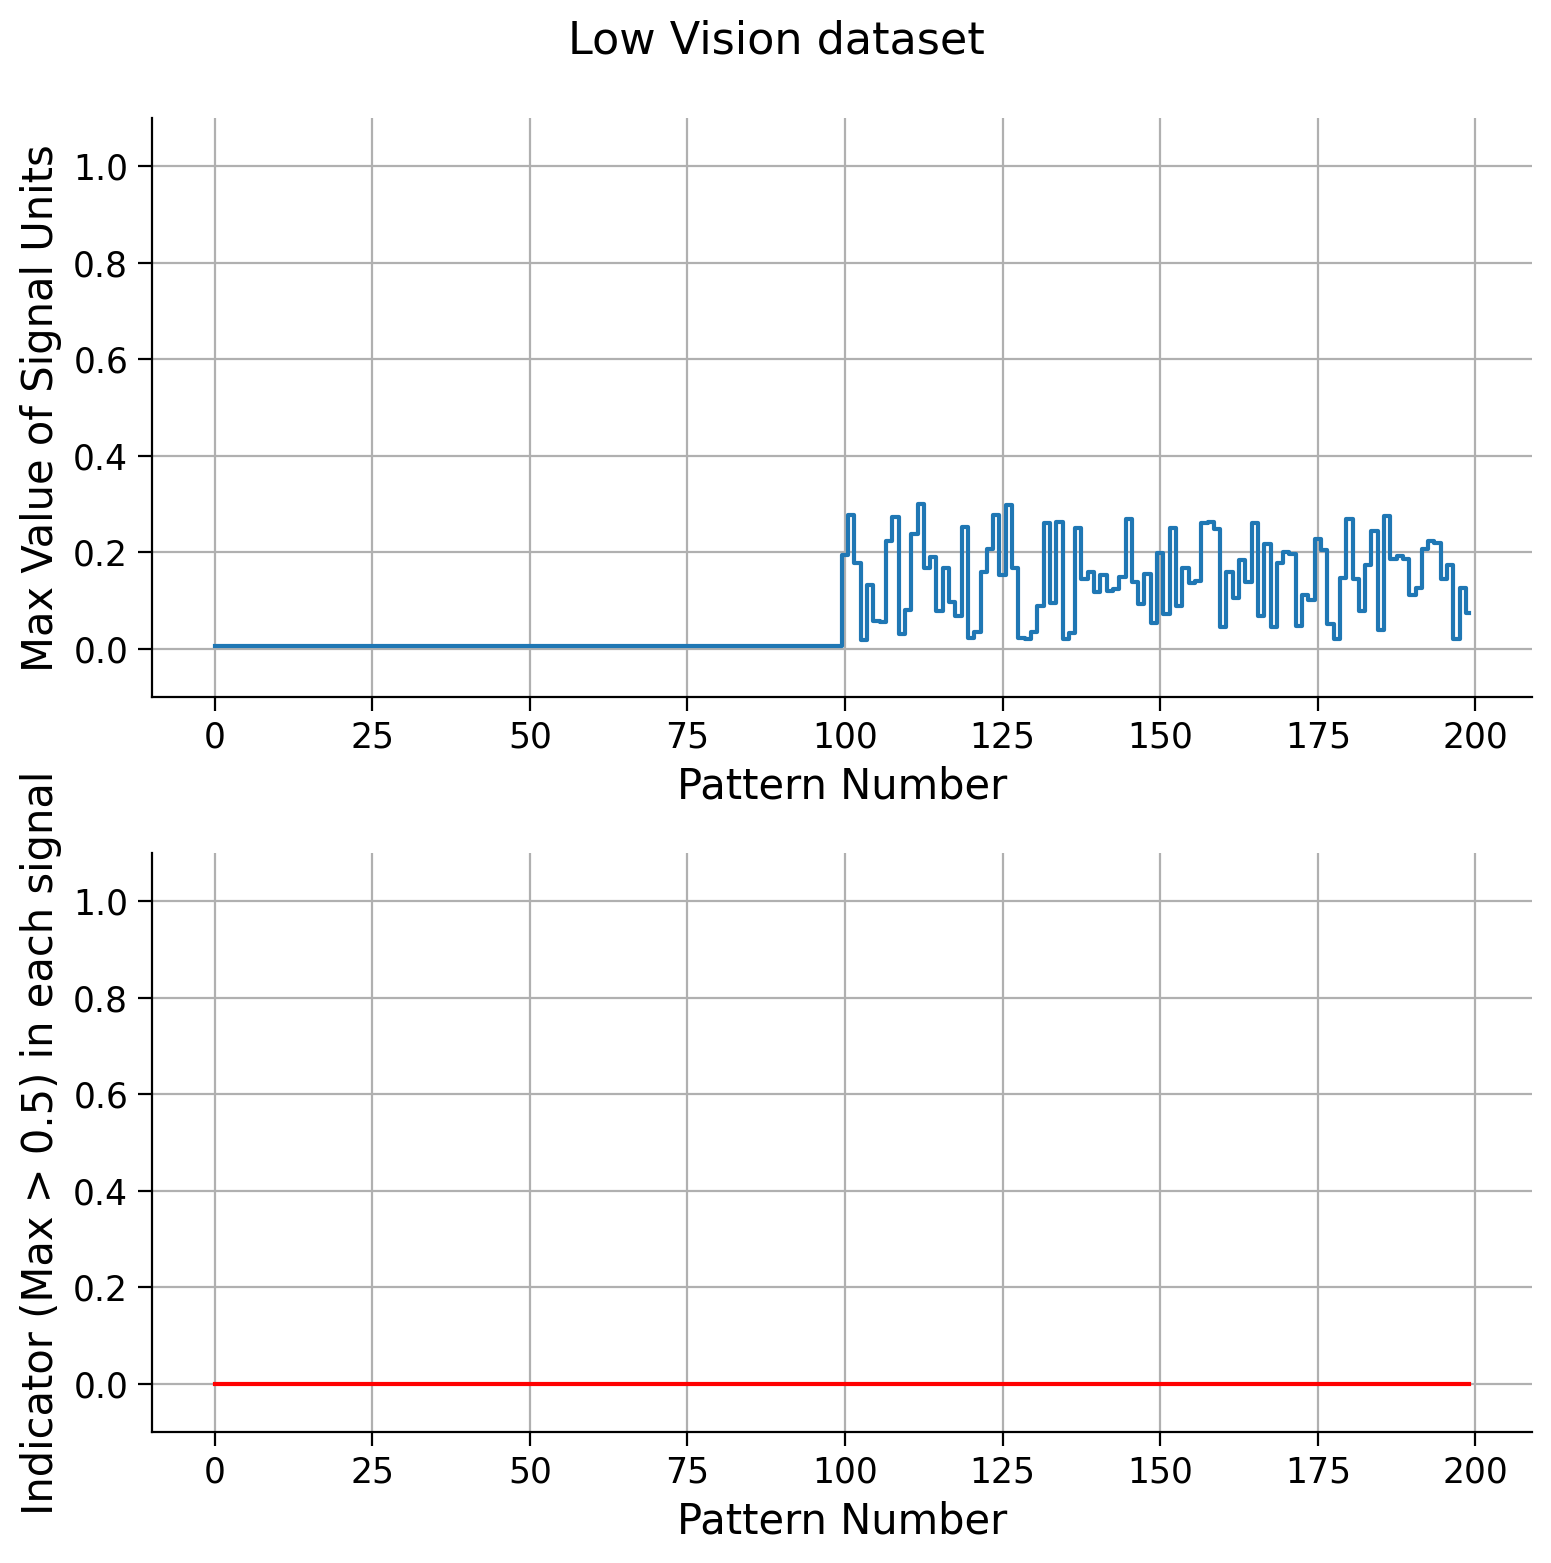 Low Vision dataset
Max Value of Signal Units
1.0
0.8
0.6
0.4
0.2
0.0
0 25 50 75 100 125 150 175 200
Pattern Number
Indicator (Max > 0.5) in each signal
1.0
0.8
0.6
0.4
0.2
0.0
0 25 50 75 100 125 150 175 200
Pattern Number